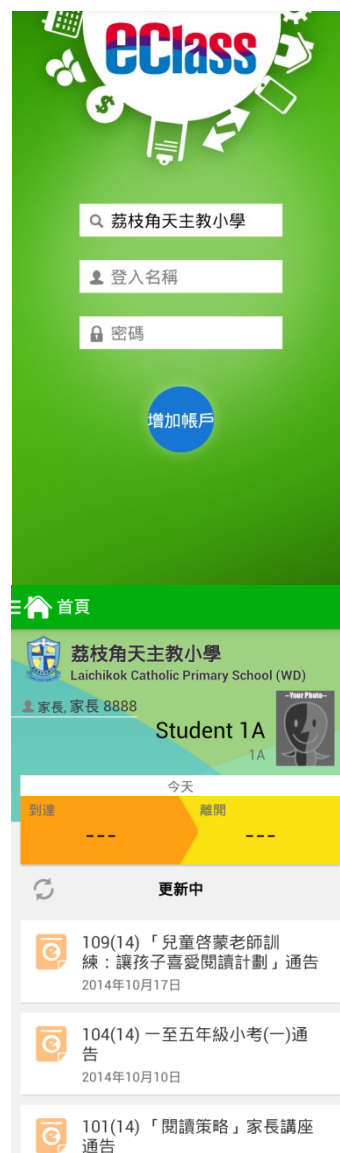 eClass
荔枝角天主教小學
登入名稱
密碼
增加帳戶
首頁
荔枝角天主教小學
Laichikok Catholic Primary School (WD)
家長, 家長 8888
--Your Photo--
Student 1A
1A
今天
到達
離開
---
---
更新中
109(14) 「兒童啓蒙老師訓
練：讓孩子喜愛閱讀計劃」通告
2014年10月17日
104(14) 一至五年級小考(一)通
告
2014年10月10日
101(14) 「閱讀策略」家長講座
通告